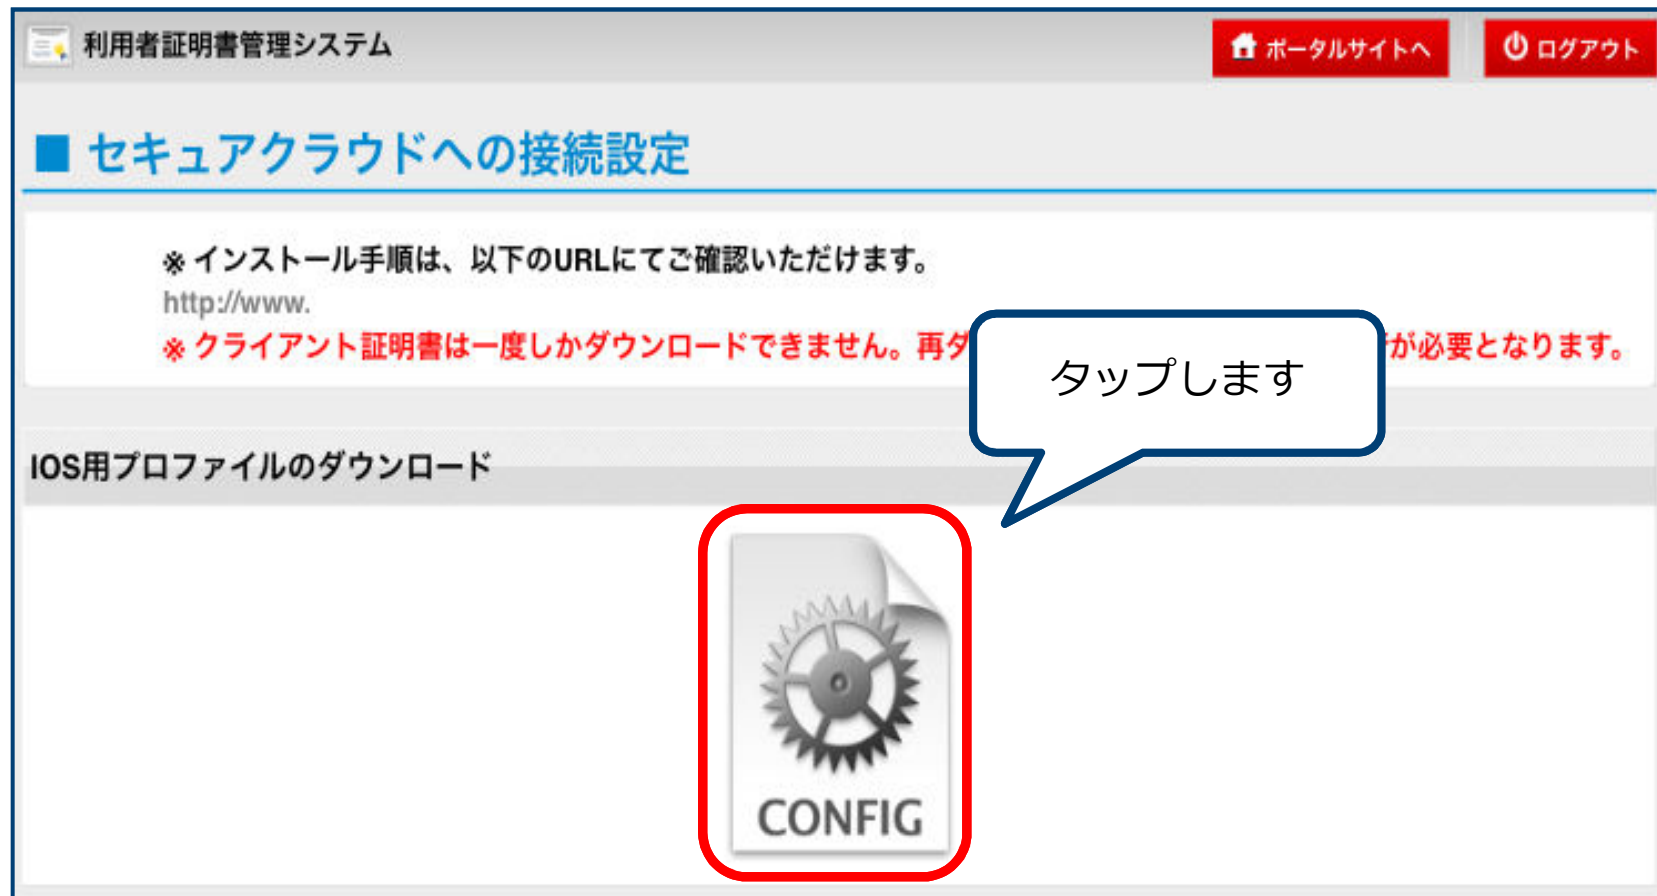 利用者証明書管理システム
ポータルサイトへ
ログアウト
■ セキュアクラウドへの接続設定
※ インストール手順は、以下のURLにてご確認いただけます。
http://www.
※ クライアント証明書は一度しかダウンロードできません。再ダ
が必要となります。
タップします
IOS用プロファイルのダウンロード
CONFIG